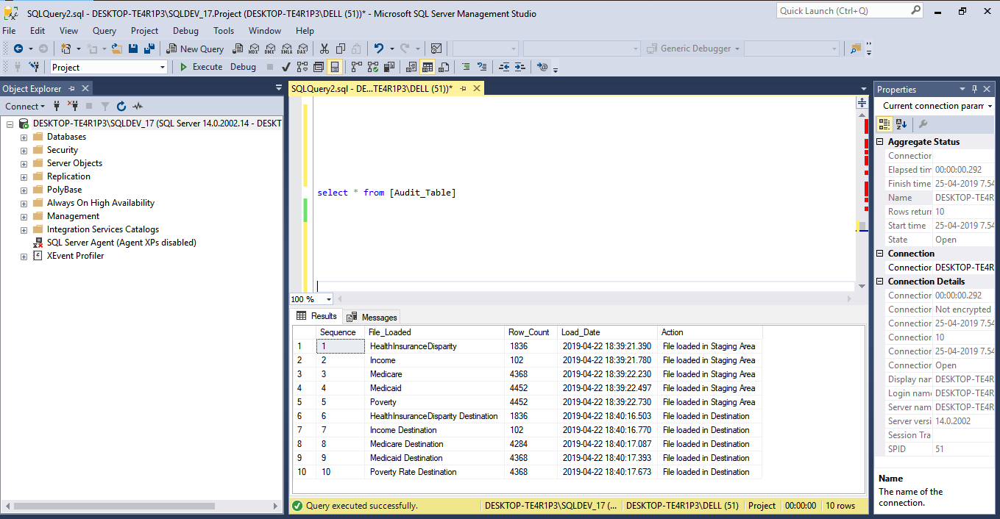 SQLQuery2.sql - DESKTOP-TE4R1P3\SQLDEV_17.Project (DESKTOP-TE4R1P3\DELL (51))* - Microsoft SQL Server Management Studio
Quick Launch (Ctrl+Q)
File Edit View Query Project Debug Tools Window Help
New Query MDX DMX XMLA DAX Generic Debugger
Project Execute Debug
Object Explorer
Connect
DESKTOP-TE4R1P3\SQLDEV_17 (SQL Server 14.0.2002.14 - DESKT
Databases
Security
Server Objects
Replication
PolyBase
Always On High Availability
Management
Integration Services Catalogs
SQL Server Agent (Agent XPs disabled)
XEvent Profiler
SQLQuery2.sql - DE...TE4R1P3\DELL (51))*
select * from [Audit_Table]
100 %
Results Messages
Sequence File_Loaded Row_Count Load_Date Action
1 1 HealthInsuranceDisparity 1836 2019-04-22 18:39:21.390 File loaded in Staging Area
2 2 Income 102 2019-04-22 18:39:21.780 File loaded in Staging Area
3 3 Medicare 4368 2019-04-22 18:39:22.230 File loaded in Staging Area
4 4 Medicaid 4452 2019-04-22 18:39:22.497 File loaded in Staging Area
5 5 Poverty 4452 2019-04-22 18:39:22.730 File loaded in Staging Area
6 6 HealthInsuranceDisparity Destination 1836 2019-04-22 18:40:16.503 File loaded in Destination
7 7 Income Destination 102 2019-04-22 18:40:16.770 File loaded in Destination
8 8 Medicare Destination 4284 2019-04-22 18:40:17.087 File loaded in Destination
9 9 Medicaid Destination 4368 2019-04-22 18:40:17.393 File loaded in Destination
10 10 Poverty Rate Destination 4368 2019-04-22 18:40:17.673 File loaded in Destination
Query executed successfully. DESKTOP-TE4R1P3\SQLDEV_17 (... DESKTOP-TE4R1P3\DELL (51) Project 00:00:00 10 rows
Properties
Current connection param
Aggregate Status
Connection
Elapsed tim 00:00:00.292
Finish time 25-04-2019 7.54
Name DESKTOP-TE4R
Rows return 10
Start time 25-04-2019 7.54
State Open
Connection
Connection DESKTOP-TE4R
Connection Details
Connection 00:00:00.292
Connection Not encrypted
Connection 25-04-2019 7.54
Connection 10
Connection 25-04-2019 7.54
Connection Open
Display nam DESKTOP-TE4R
Login name DESKTOP-TE4R
Server nam DESKTOP-TE4R
Server versi 14.0.2002
Session Tra
SPID 51
Name
The name of the
connection.